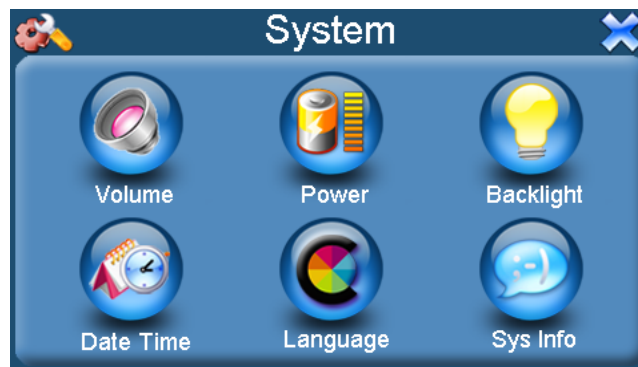 System
Volume
Power
Backlight
Date Time
Language
Sys Info
:-)